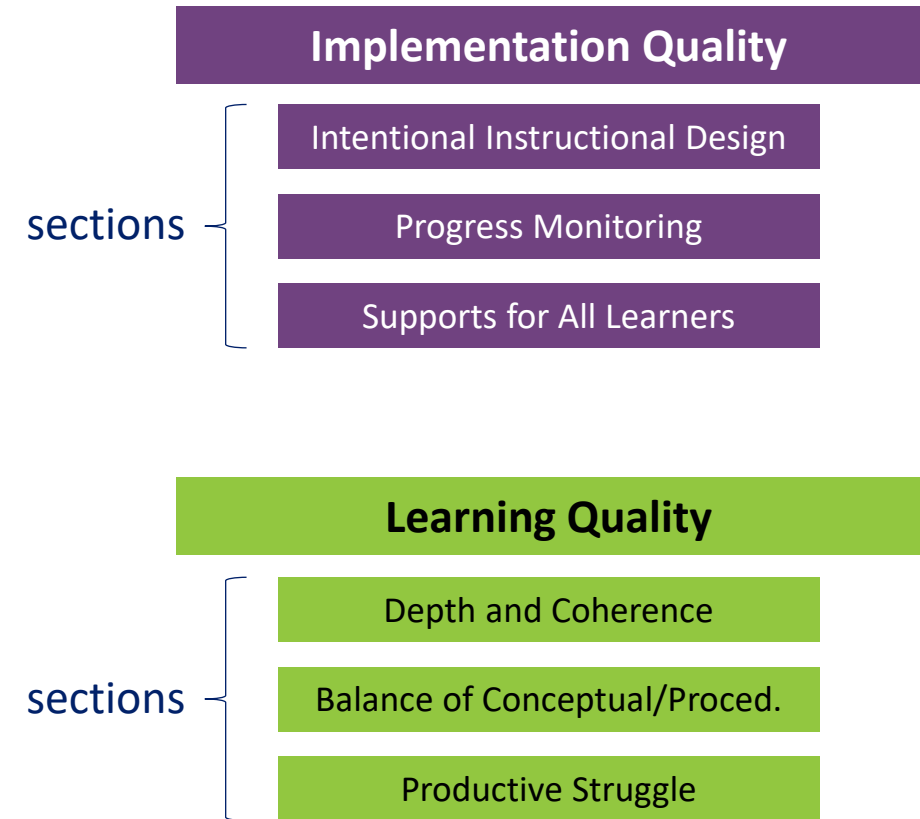 Implementation Quality
sections
Intentional Instructional Design
Progress Monitoring
Supports for All Learners
Learning Quality
sections
Depth and Coherence
Balance of Conceptual/Proced.
Productive Struggle